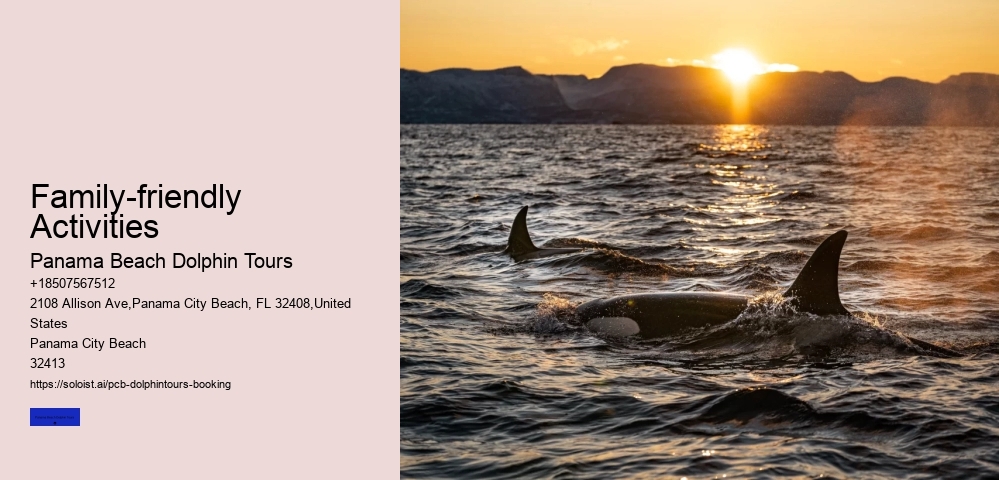 Family-friendly
Activities
Panama Beach Dolphin Tours
+18507567512
2108 Allison Ave,Panama City Beach, FL 32408,United
States
Panama City Beach
32413
https://soloist.ai/pcb-dolphintours-booking